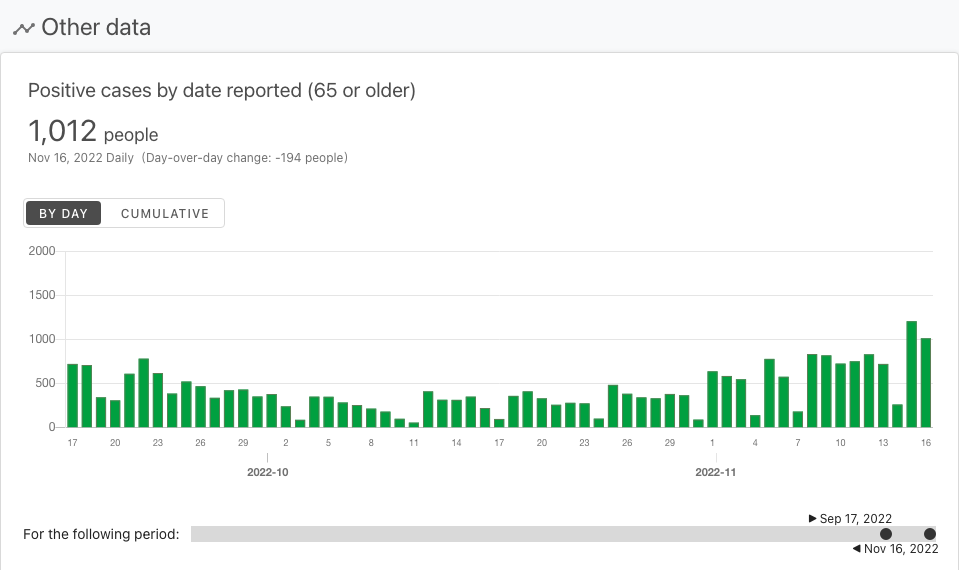 Other data
Positive cases by date reported (65 or older)
1,012 people
Nov 16, 2022 Daily (Day-over-day change: -194 people)
BY DAY CUMULATIVE
2000
1500
1000
500
0
17 20 23 26 29 2 5 8 11 14 17 20 23 26 29 1 4 7 10 13 16
2022-10 2022-11
Sep 17, 2022
For the following period:
Nov 16, 2022